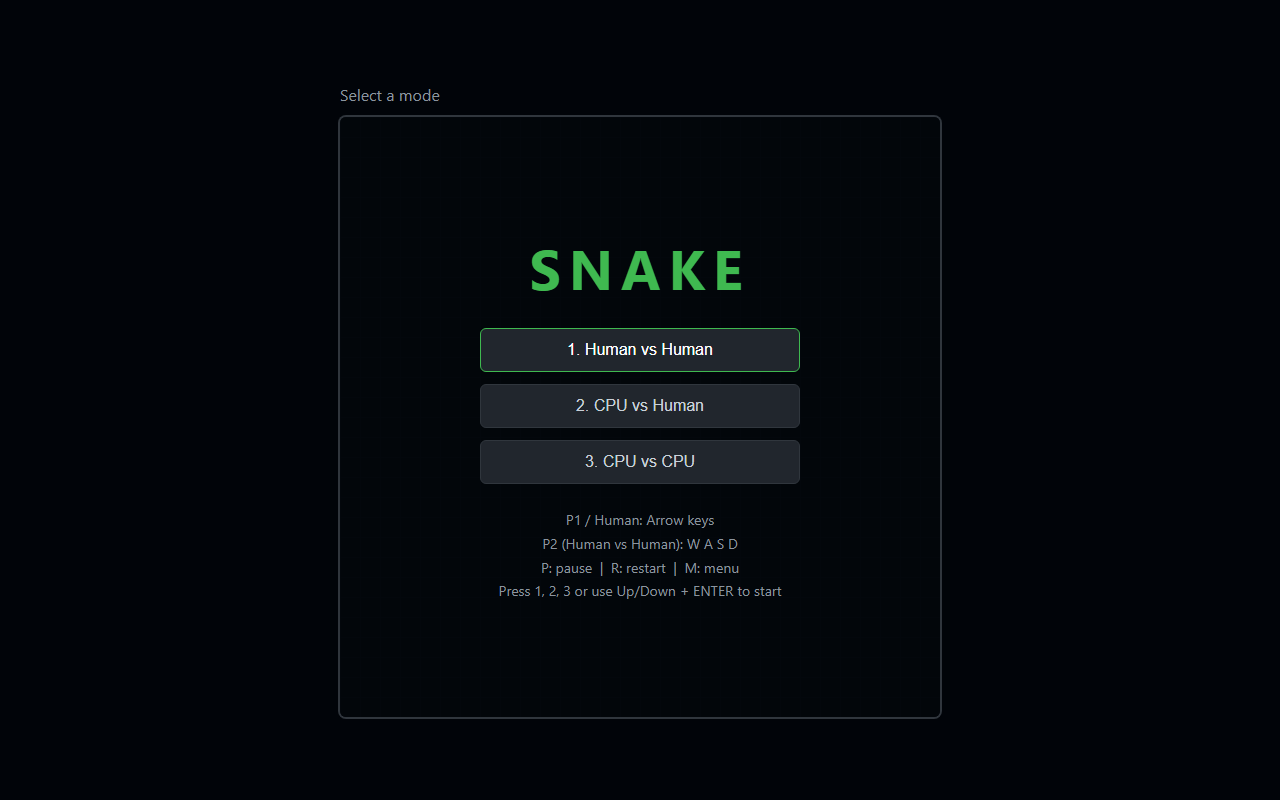 Select a mode
SNAKE
1. Human vs Human
2. CPU vs Human
3. CPU vs CPU
P1 / Human: Arrow keys
P2 (Human vs Human): W A S D
P: pause | R: restart | M: menu
Press 1, 2, 3 or use Up/Down + ENTER to start